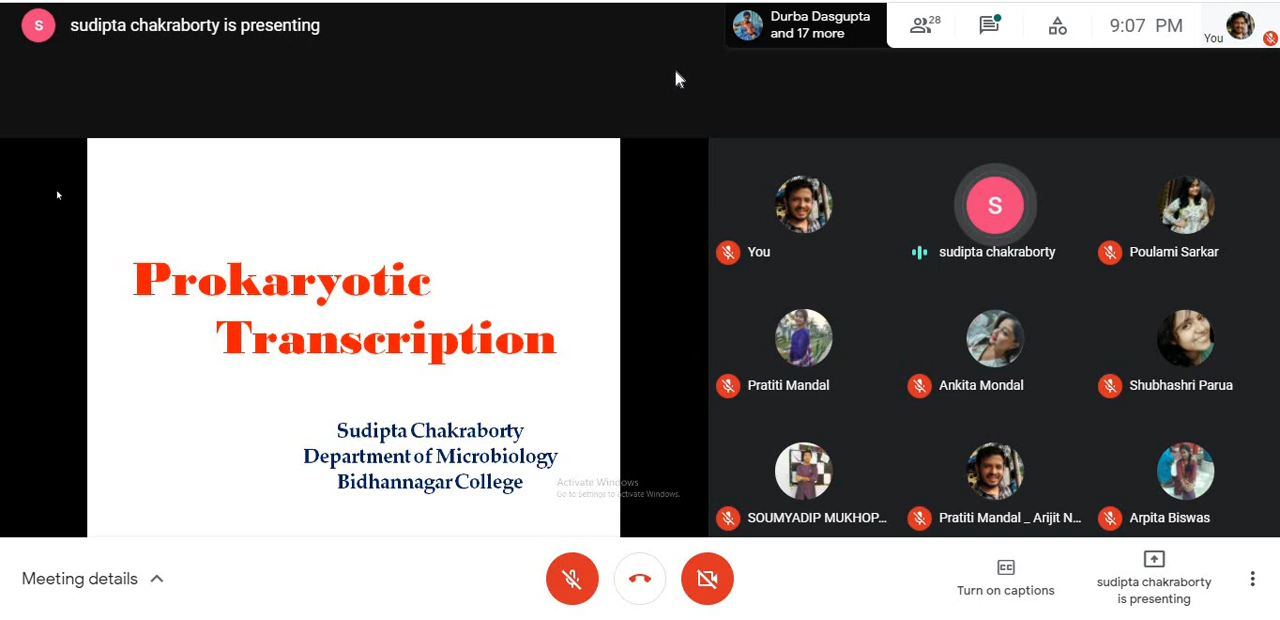 S
sudipta chakraborty is presenting
Durba Dasgupta
and 17 more
28
9:07 PM
You
Prokaryotic
Transcription
Sudipta Chakraborty
Department of Microbiology
Bidhannagar College
Activate Windows
Go to Settings to activate Windows.
You
S
sudipta chakraborty
Poulami Sarkar
Pratiti Mandal
Ankita Mondal
Shubhashri Parua
SOUMYADIP MUKHOP...
Pratiti Mandal _ Arijit N...
Arpita Biswas
Meeting details
CC
Turn on captions
sudipta chakraborty
is presenting